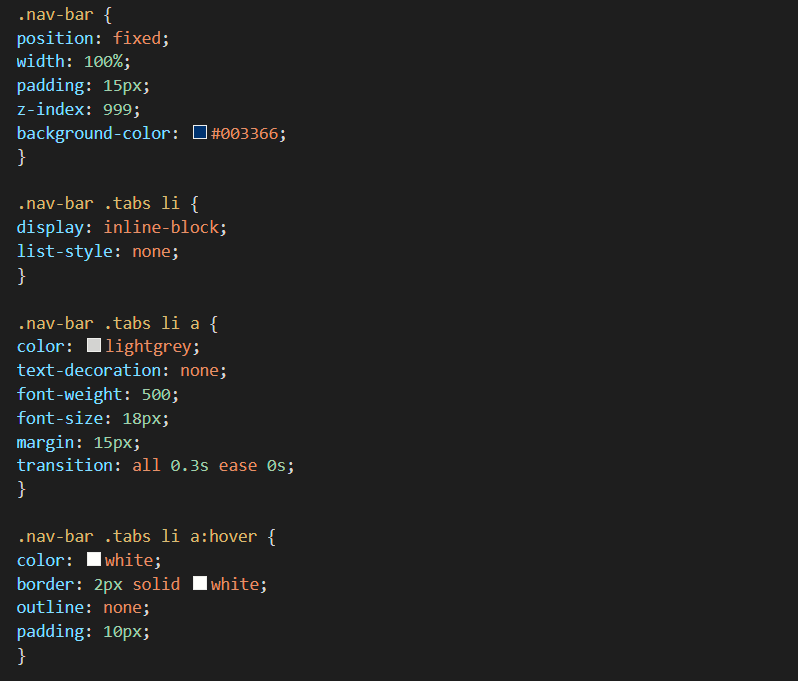 .nav-bar {
position: fixed;
width: 100%;
padding: 15px;
z-index: 999;
background-color: #003366;
}
.nav-bar .tabs li {
display: inline-block;
list-style: none;
}
.nav-bar .tabs li a {
color: lightgrey;
text-decoration: none;
font-weight: 500;
font-size: 18px;
margin: 15px;
transition: all 0.3s ease 0s;
}
.nav-bar .tabs li a:hover {
color: white;
border: 2px solid white;
outline: none;
padding: 10px;
}